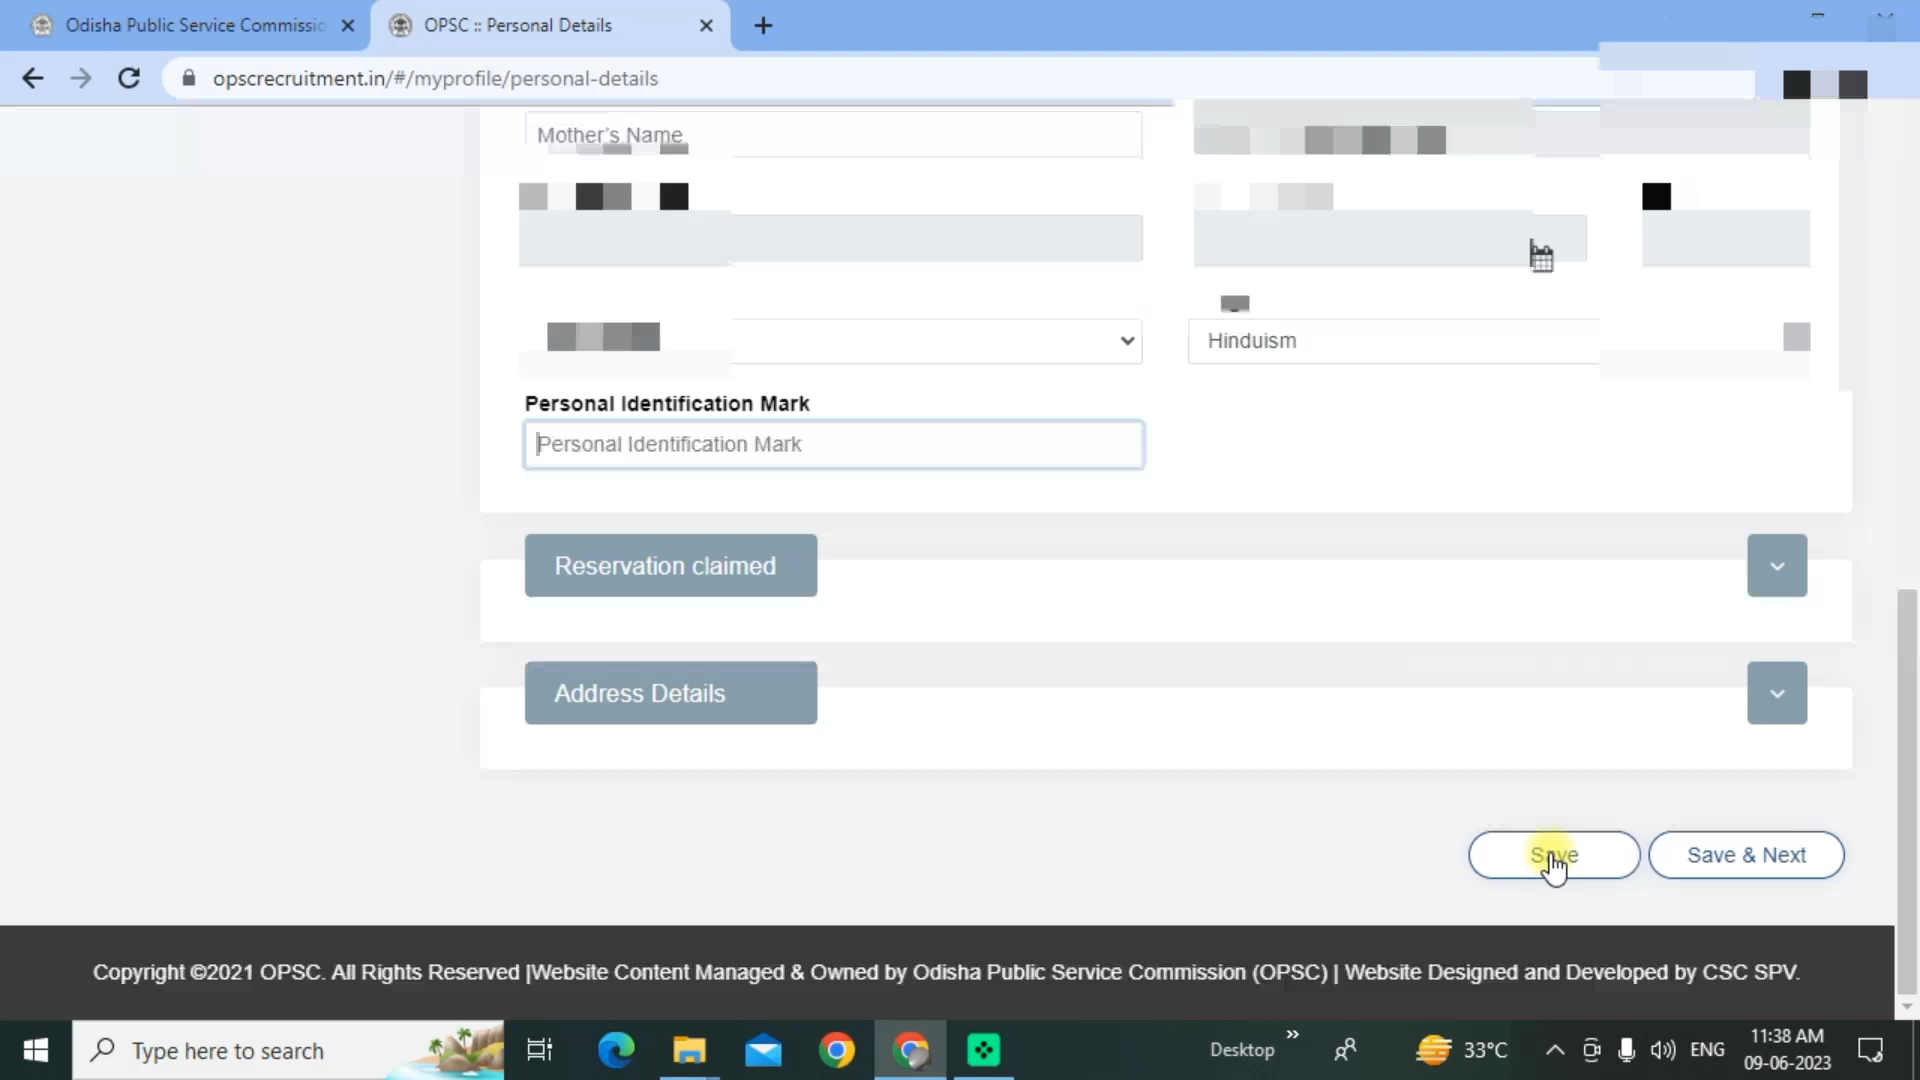 Odisha Public Service Commissio
OPSC :: Personal Details
opscrecruitment.in/#/myprofile/personal-details
Mother's Name
Hinduism
Personal Identification Mark
Personal Identification Mark
Reservation claimed
Address Details
Save
Save & Next
Copyright ©2021 OPSC. All Rights Reserved |Website Content Managed & Owned by Odisha Public Service Commission (OPSC) | Website Designed and Developed by CSC SPV.
Type here to search
Desktop
33°C
ENG
11:38 AM
09-06-2023